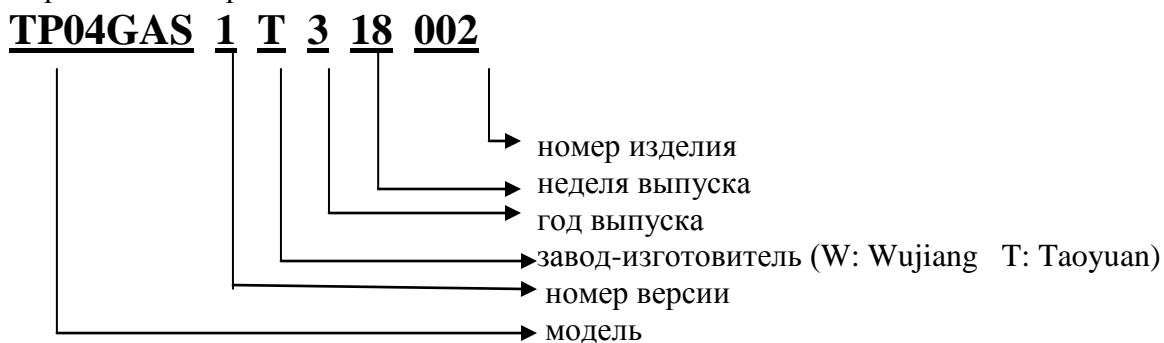 TP04GAS 1 T 3 18 002
номер изделия
неделя выпуска
год выпуска
завод-изготовитель (W: Wujiang T: Taoyuan)
номер версии
модель